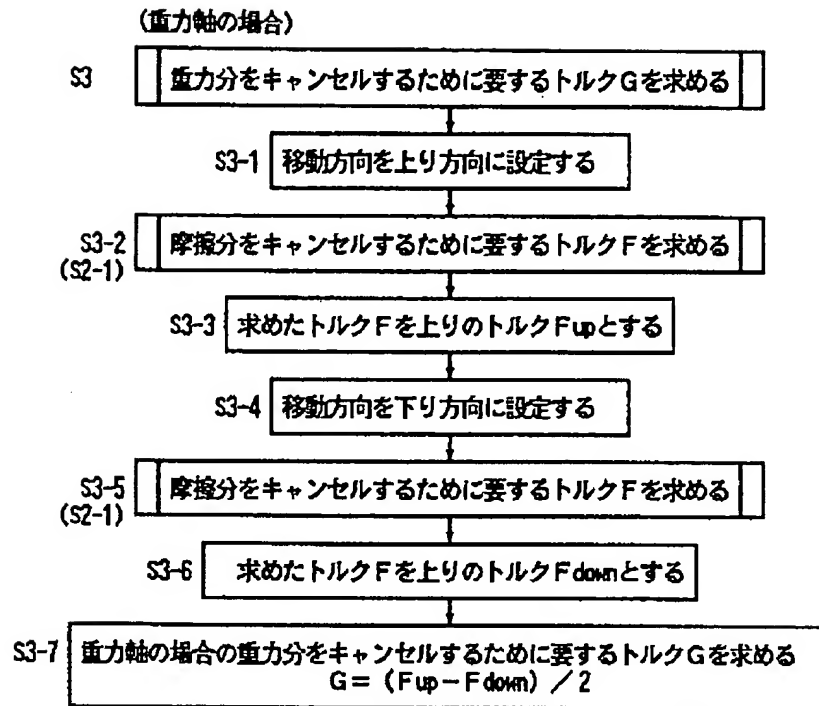 (重力軸の場合)
S3 重力分をキャンセルするために要するトルクGを求める
S3-1 移動方向を上り方向に設定する
S3-2 摩擦分をキャンセルするために要するトルクFを求める
(S2-1)
S3-3 求めたトルクFを上りのトルクFupとする
S3-4 移動方向を下り方向に設定する
S3-5 摩擦分をキャンセルするために要するトルクFを求める
(S2-1)
S3-6 求めたトルクFを上りのトルクFdownとする
S3-7 重力軸の場合の重力分をキャンセルするために要するトルクGを求める
G=(Fup-Fdown)/2